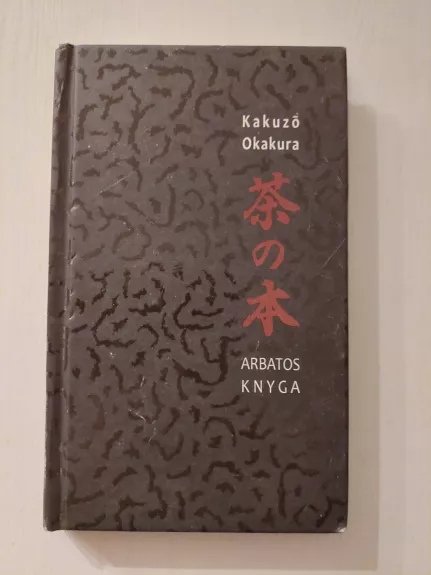 Kakuzō
Okakura
茶の本
ARBATOS
KNYGA